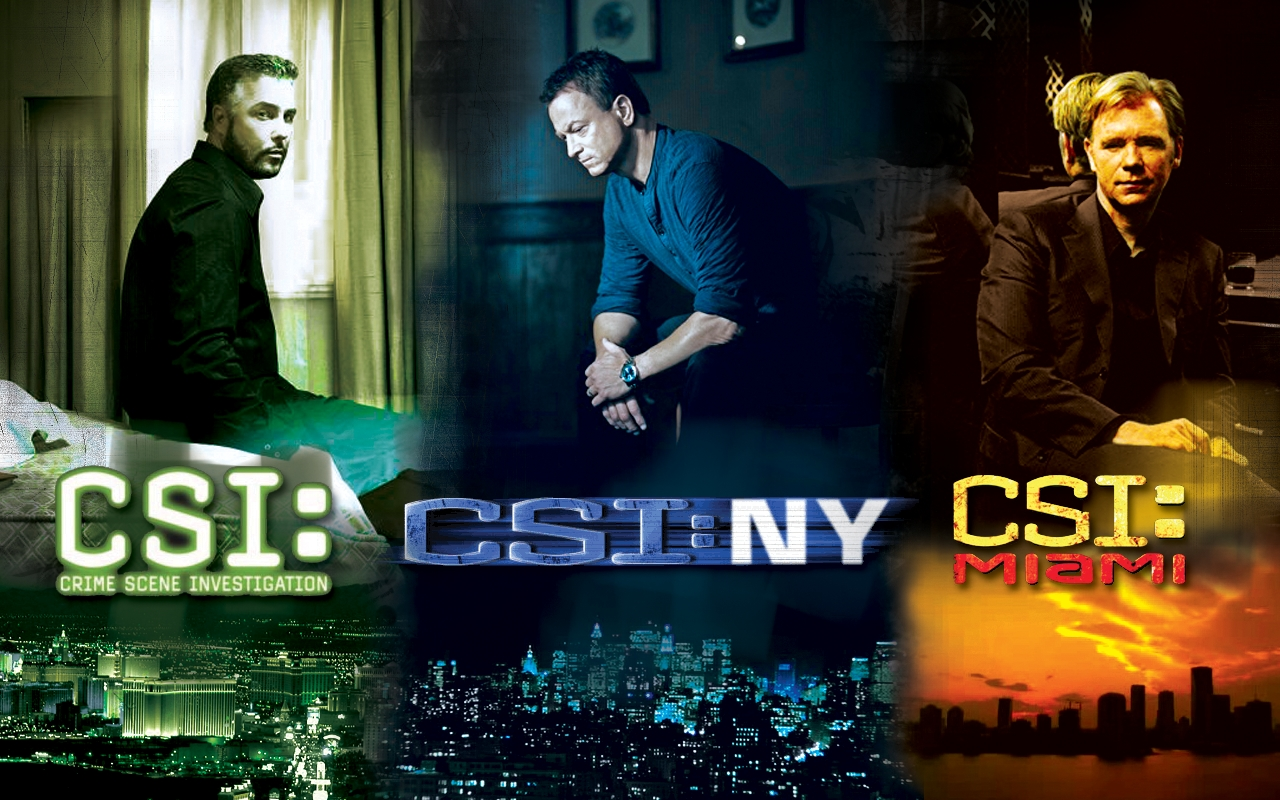 CSI:
CRIME SCENE INVESTIGATION
CSI:NY
CSI:
MIAMI